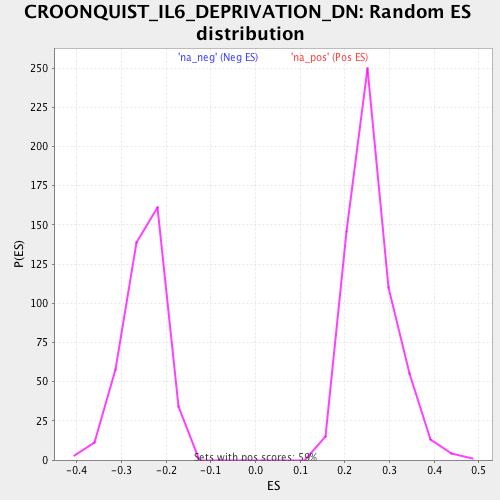 CROONQUIST_IL6_DEPRIVATION_DN: Random ES
distribution
'na_neg' (Neg ES) 'na_pos' (Pos ES)
250
225
200
175
150
125
100
75
50
25
0
P(ES)
Sets with pos scores: 59%
-0.4 -0.3 -0.2 -0.1 0.0 0.1 0.2 0.3 0.4 0.5
ES